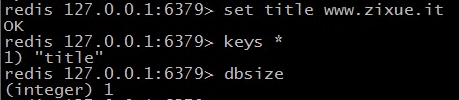 redis 127.0.0.1:6379> set title www.zixue.it
OK
redis 127.0.0.1:6379> keys *
1) "title"
redis 127.0.0.1:6379> dbsize
(integer) 1